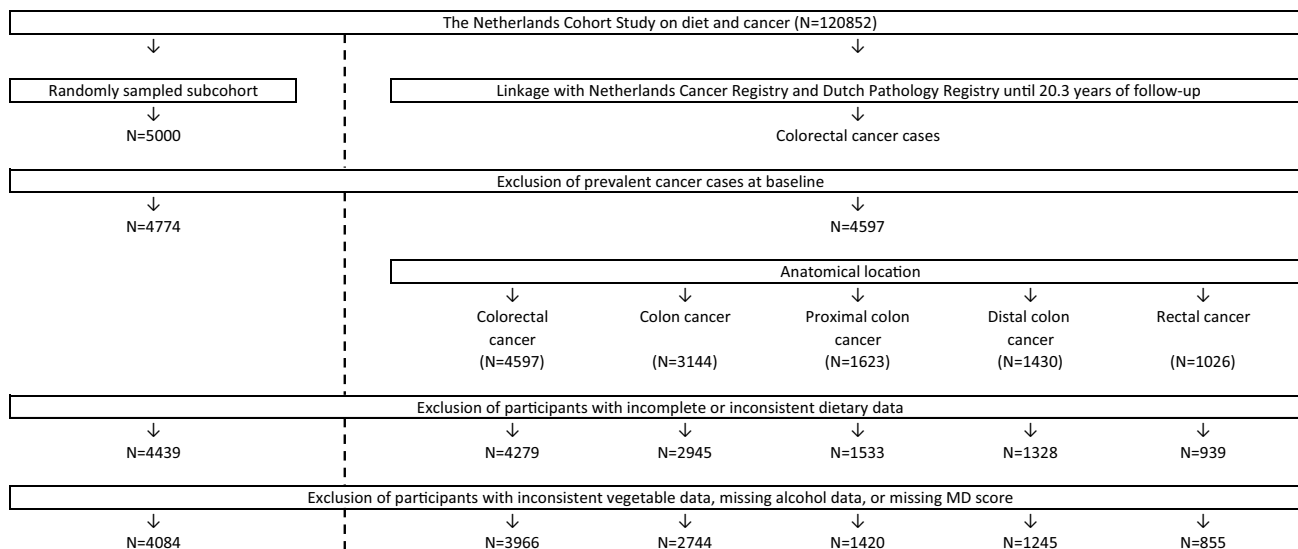 The Netherlands Cohort Study on diet and cancer (N=120852)
↓ ↓
Randomly sampled subcohort Linkage with Netherlands Cancer Registry and Dutch Pathology Registry until 20.3 years of follow-up
↓ ↓
N=5000 Colorectal cancer cases
Exclusion of prevalent cancer cases at baseline
↓ ↓
N=4774 N=4597
Anatomical location
↓ ↓ ↓ ↓ ↓
Colorectal Colon cancer Proximal colon Distal colon Rectal cancer
cancer cancer cancer
(N=4597) (N=3144) (N=1623) (N=1430) (N=1026)
Exclusion of participants with incomplete or inconsistent dietary data
↓ ↓ ↓ ↓ ↓ ↓
N=4439 N=4279 N=2945 N=1533 N=1328 N=939
Exclusion of participants with inconsistent vegetable data, missing alcohol data, or missing MD score
↓ ↓ ↓ ↓ ↓ ↓
N=4084 N=3966 N=2744 N=1420 N=1245 N=855